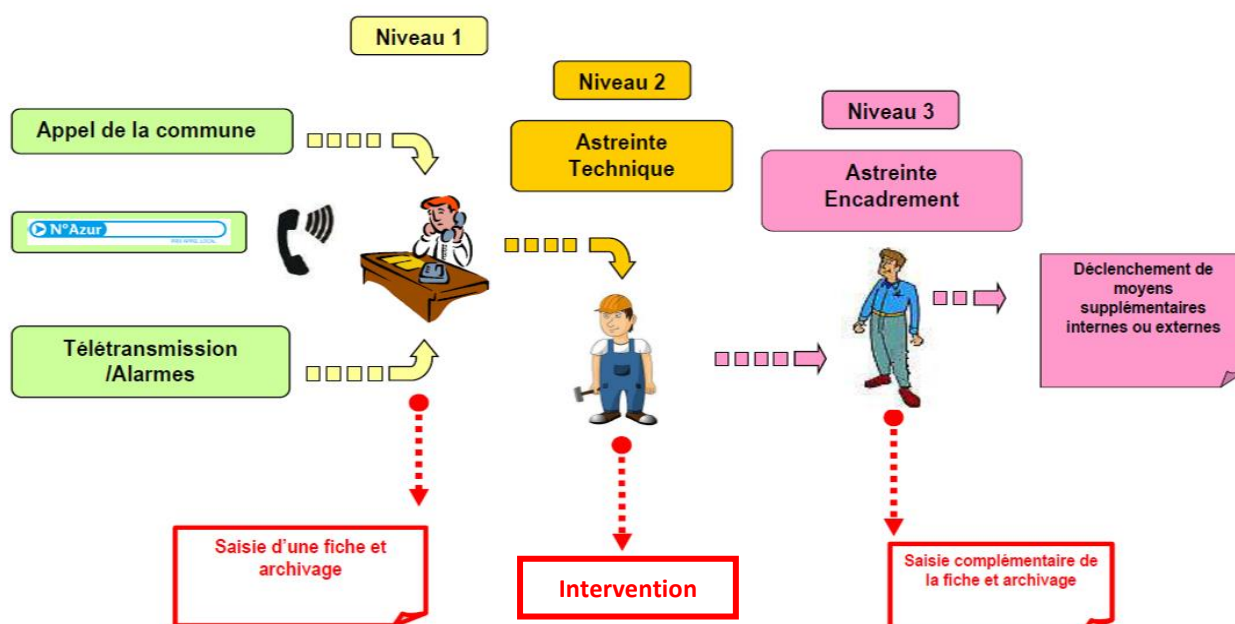 Niveau 1
Niveau 2
Niveau 3
Appel de la commune
Astreinte
Technique
Astreinte
Encadrement
N°Azur
Déclenchement de
moyens
supplémentaires
internes ou externes
Télétransmission
/Alarmes
Saisie d'une fiche et
archivage
Intervention
Saisie complémentaire de
la fiche et archivage